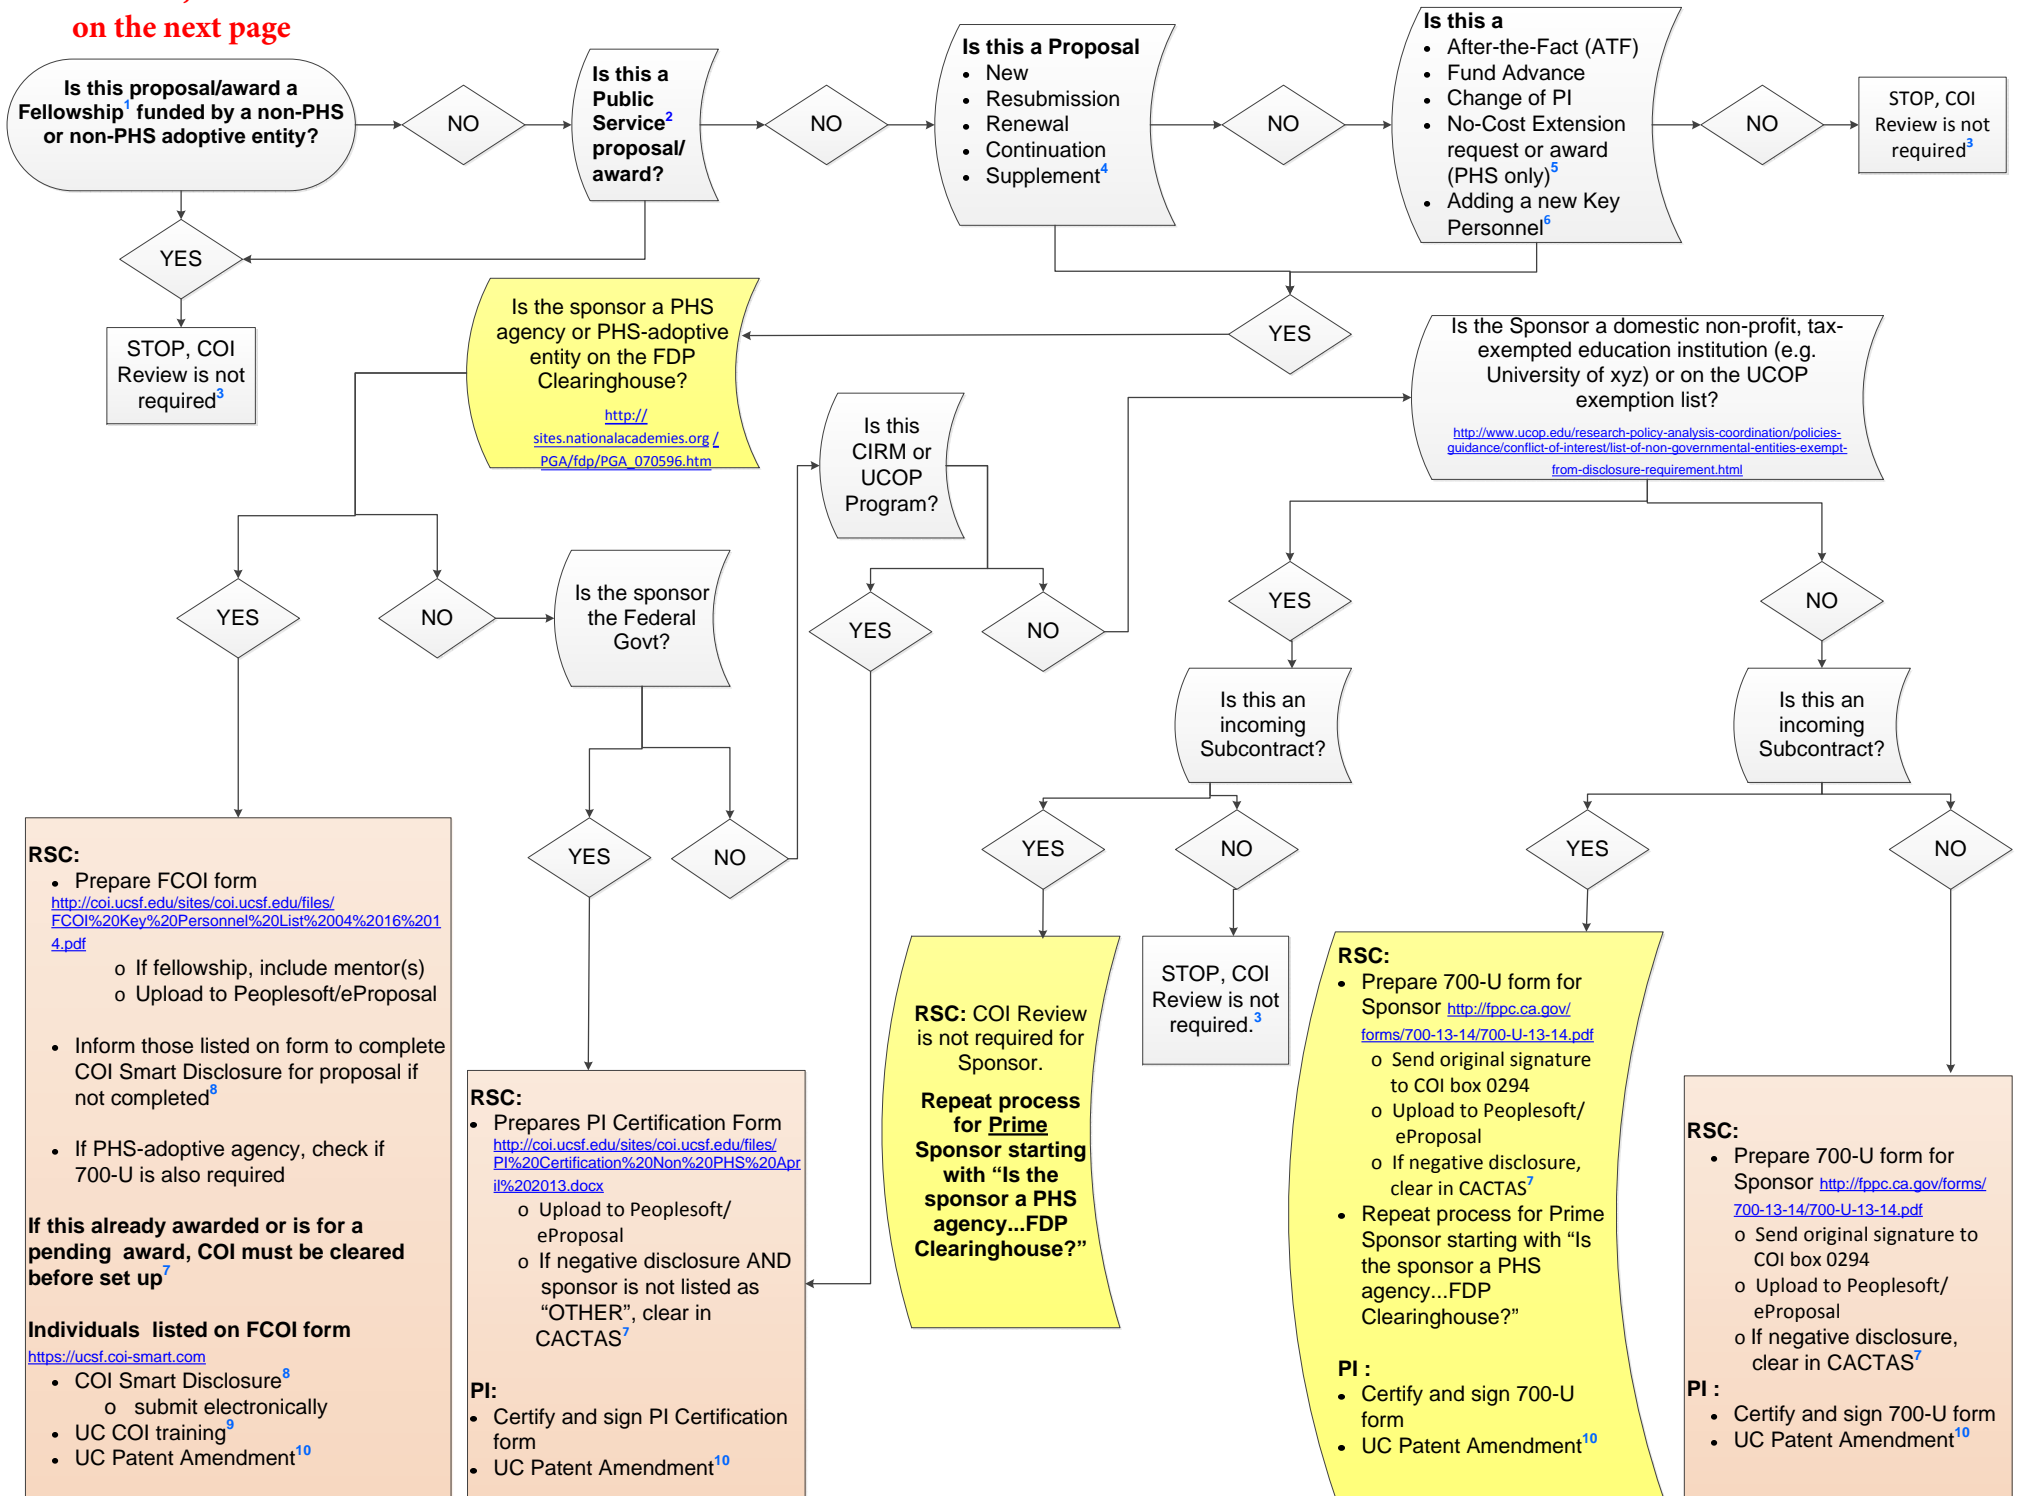 on the next page
Is this proposal/award a
Fellowship1 funded by a non-PHS
or non-PHS adoptive entity?
NO
Is this a
Public
Service2
proposal/
award?
NO
Is this a Proposal
• New
• Resubmission
• Renewal
• Continuation
• Supplement4
NO
Is this a
• After-the-Fact (ATF)
• Fund Advance
• Change of PI
• No-Cost Extension
request or award
(PHS only)5
• Adding a new Key
Personnel6
NO
STOP, COI
Review is not
required3
YES
STOP, COI
Review is not
required3
YES
Is the sponsor a PHS
agency or PHS-adoptive
entity on the FDP
Clearinghouse?
http://
sites.nationalacademies.org /
PGA/fdp/PGA_070596.htm
Is this
CIRM or
UCOP
Program?
Is the Sponsor a domestic non-profit, tax-
exempted education institution (e.g.
University of xyz) or on the UCOP
exemption list?
http://www.ucop.edu/research-policy-analysis-coordination/policies-
guidance/conflict-of-interest/list-of-non-governmental-entities-exempt-
from-disclosure-requirement.html
YES
NO
Is the sponsor
the Federal
Govt?
YES
NO
YES
NO
Is this an
incoming
Subcontract?
Is this an
incoming
Subcontract?
YES
NO
YES
NO
YES
NO
RSC:
• Prepare FCOI form
http://coi.ucsf.edu/sites/coi.ucsf.edu/files/
FCOI%20Key%20Personnel%20List%2004%2016%201
4.pdf
o If fellowship, include mentor(s)
o Upload to Peoplesoft/eProposal
• Inform those listed on form to complete
COI Smart Disclosure for proposal if
not completed8
• If PHS-adoptive agency, check if
700-U is also required
If this already awarded or is for a
pending award, COI must be cleared
before set up7
Individuals listed on FCOI form
https://ucsf.coi-smart.com
• COI Smart Disclosure8
o submit electronically
• UC COI training9
• UC Patent Amendment10
RSC:
• Prepares PI Certification Form
http://coi.ucsf.edu/sites/coi.ucsf.edu/files/
PI%20Certification%20Non%20PHS%20Apr
il%202013.docx
o Upload to Peoplesoft/
eProposal
o If negative disclosure AND
sponsor is not listed as
“OTHER”, clear in
CACTAS7
PI:
• Certify and sign PI Certification
form
• UC Patent Amendment10
RSC: COI Review
is not required for
Sponsor.
Repeat process
for Prime
Sponsor starting
with “Is the
sponsor a PHS
agency...FDP
Clearinghouse?”
STOP, COI
Review is not
required.3
RSC:
• Prepare 700-U form for
Sponsor http://fppc.ca.gov/
forms/700-13-14/700-U-13-14.pdf
o Send original signature
to COI box 0294
o Upload to Peoplesoft/
eProposal
o If negative disclosure,
clear in CACTAS7
• Repeat process for Prime
Sponsor starting with “Is
the sponsor a PHS
agency...FDP
Clearinghouse?”
PI :
• Certify and sign 700-U
form
• UC Patent Amendment10
RSC:
• Prepare 700-U form for
Sponsor http://fppc.ca.gov/forms/
700-13-14/700-U-13-14.pdf
o Send original signature to
COI box 0294
o Upload to Peoplesoft/
eProposal
o If negative disclosure,
clear in CACTAS7
PI :
• Certify and sign 700-U form
• UC Patent Amendment10